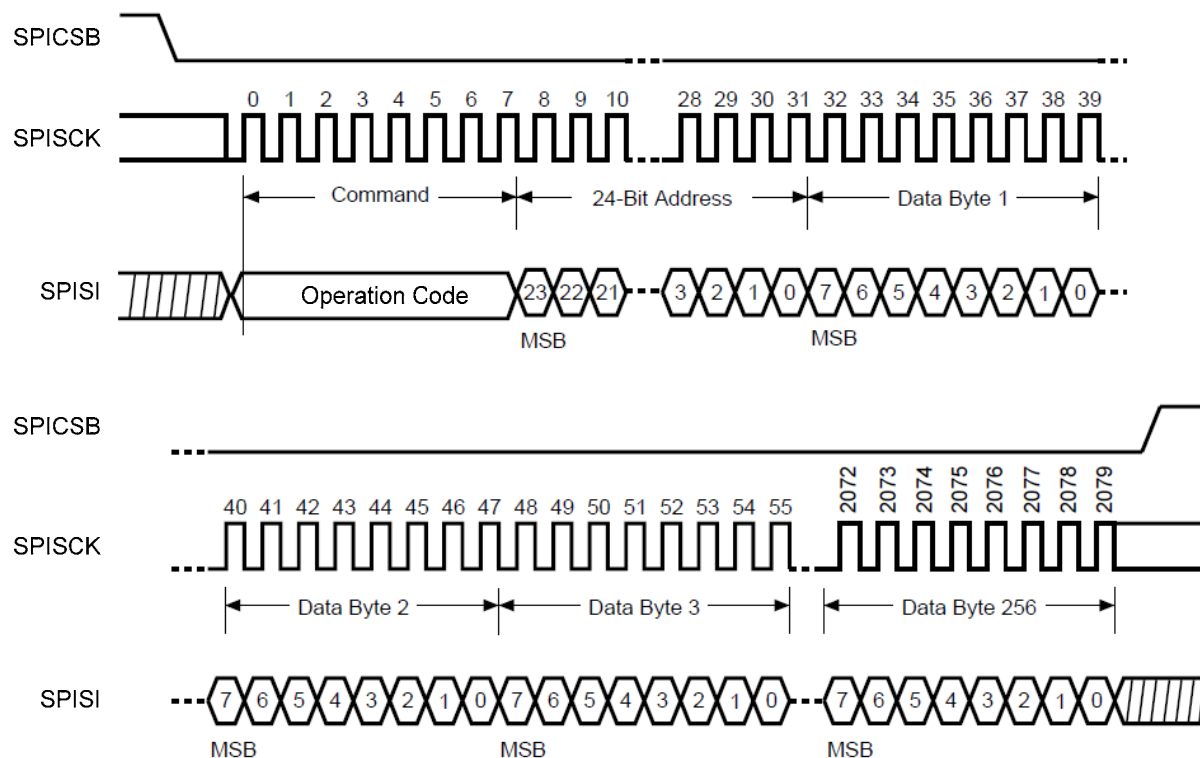 SPICSB
0 1 2 3 4 5 6 7 8 9 10 28 29 30 31 32 33 34 35 36 37 38 39
SPISCK
Command 24-Bit Address Data Byte 1
SPISI Operation Code 23 22 21 3 2 1 0 7 6 5 4 3 2 1 0
MSB MSB
SPICSB
40 41 42 43 44 45 46 47 48 49 50 51 52 53 54 55 2072 2073 2074 2075 2076 2077 2078 2079
SPISCK
Data Byte 2 Data Byte 3 Data Byte 256
SPISI 7 6 5 4 3 2 1 0 7 6 5 4 3 2 1 0 7 6 5 4 3 2 1 0
MSB MSB MSB